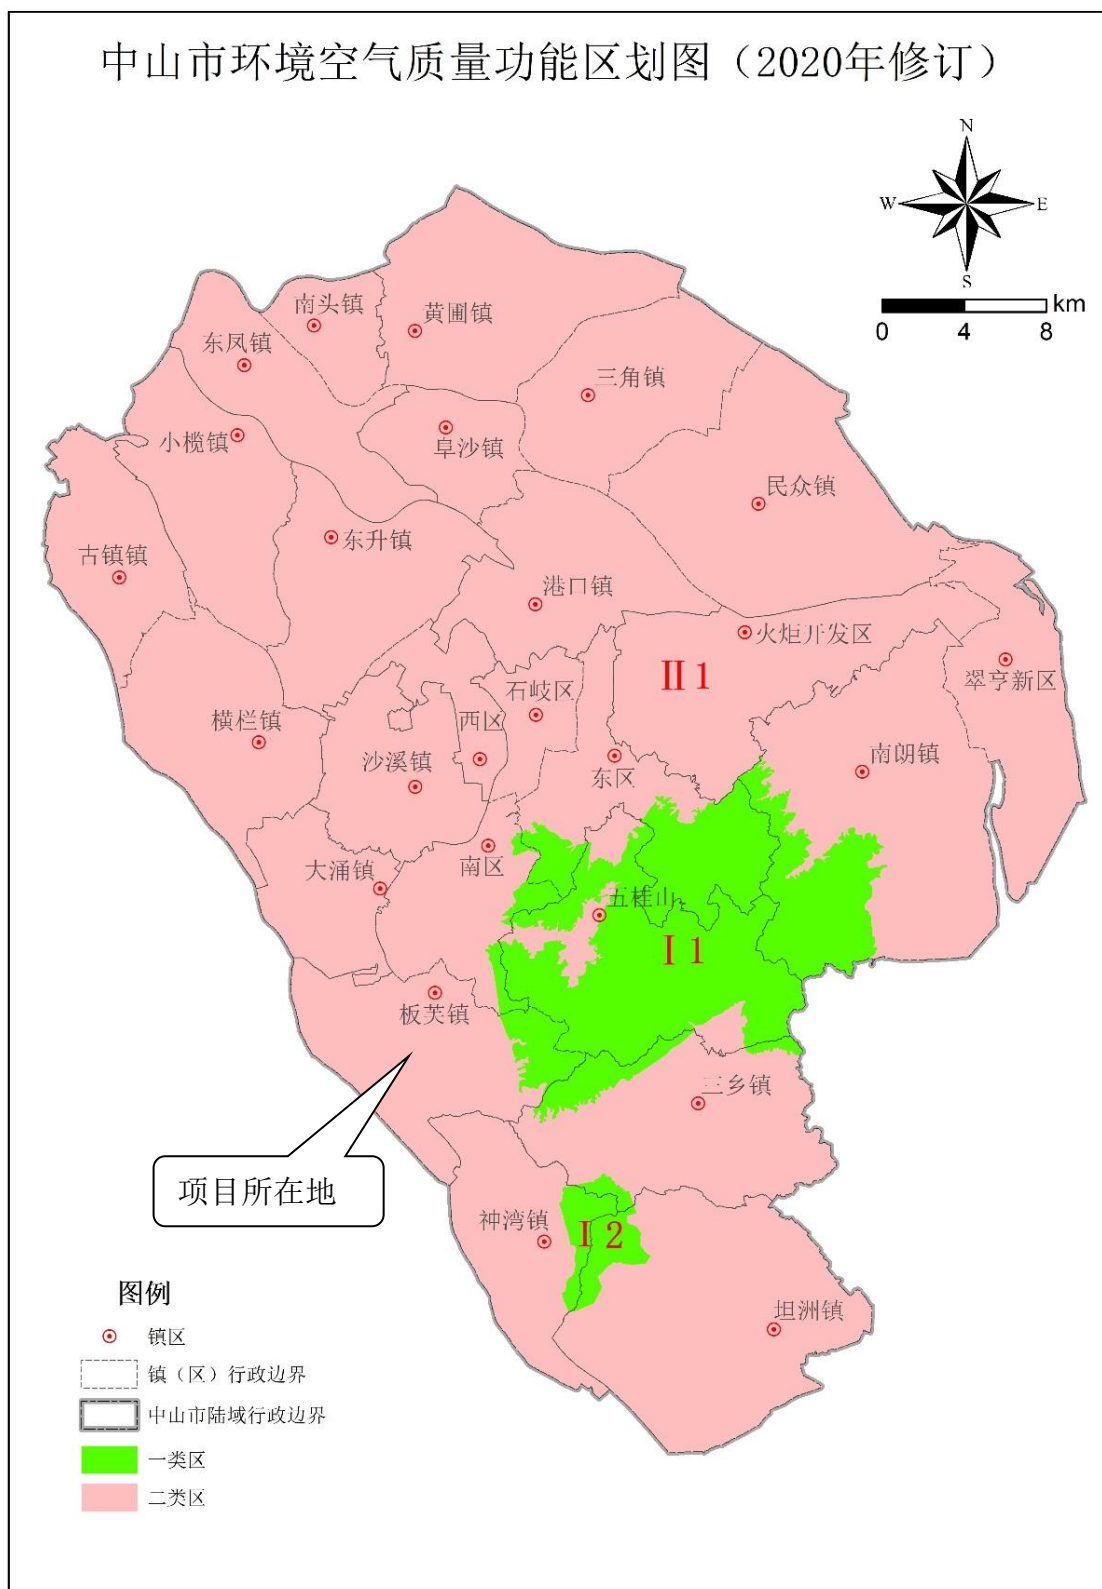 中山市环境空气质量功能区划图（2020年修订）
N
W
E
S
km
0 4 8
南头镇
黄圃镇
东凤镇
三角镇
小榄镇
阜沙镇
民众镇
东升镇
古镇镇
港口镇
火炬开发区
Ⅱ1
翠亨新区
石岐区
横栏镇
西区
沙溪镇
东区
南朗镇
南区
大涌镇
五桂山
Ⅰ1
板芙镇
三乡镇
项目所在地
神湾镇
Ⅰ2
坦洲镇
图例
镇区
镇（区）行政边界
中山市陆域行政边界
一类区
二类区